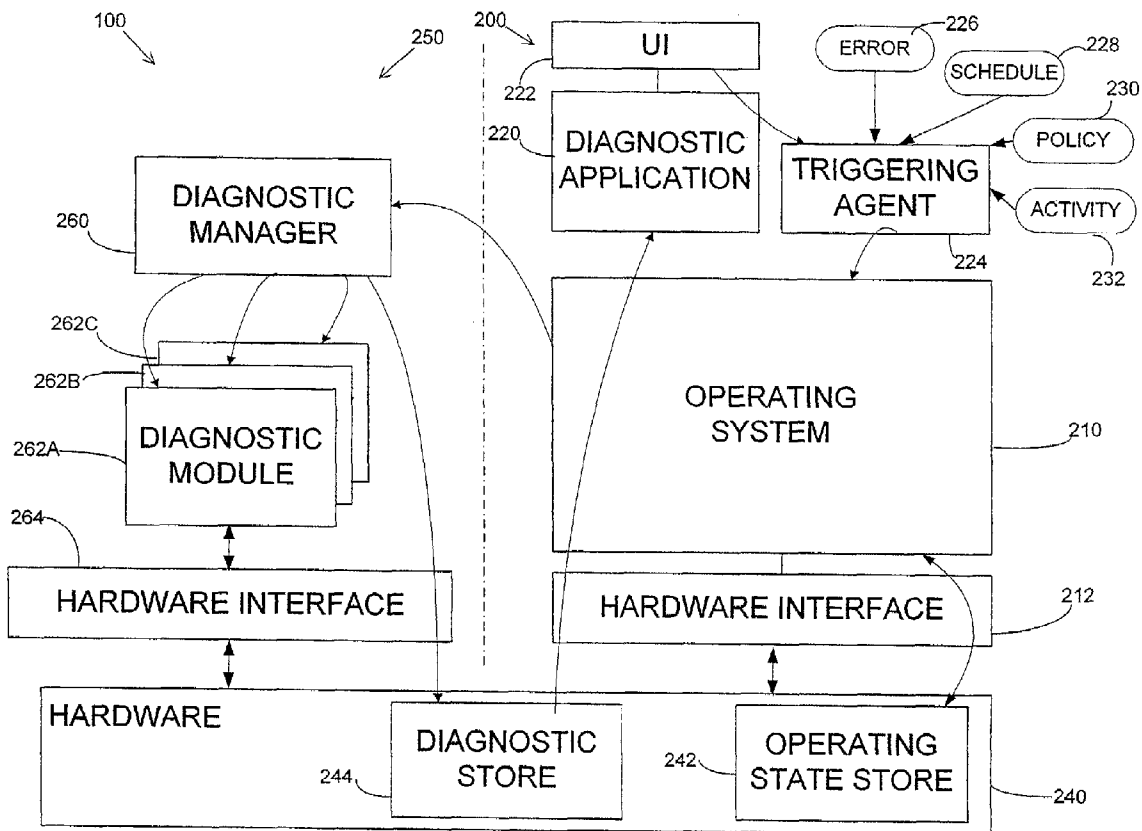 100
250
200
UI
222
226
ERROR
228
SCHEDULE
230
POLICY
ACTIVITY
232
220
DIAGNOSTIC
APPLICATION
TRIGGERING
AGENT
224
DIAGNOSTIC
MANAGER
260
262C
262B
262A
DIAGNOSTIC
MODULE
OPERATING
SYSTEM
210
264
HARDWARE INTERFACE
HARDWARE INTERFACE
212
HARDWARE
DIAGNOSTIC
STORE
244
242
OPERATING
STATE STORE
240